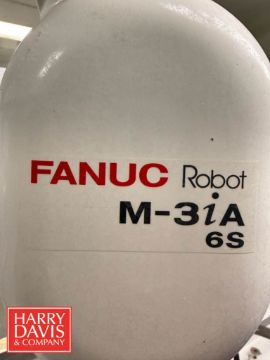 FANUC Robot
M-3iA
6S
HARRY
DAVIS
& COMPANY